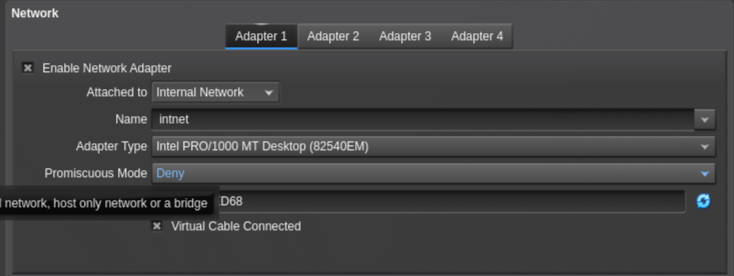 Network
Adapter 1 Adapter 2 Adapter 3 Adapter 4
Enable Network Adapter
Attached to Internal Network
Name intnet
Adapter Type Intel PRO/1000 MT Desktop (82540EM)
Promiscuous Mode Deny
network, host only network or a bridge D68
Virtual Cable Connected